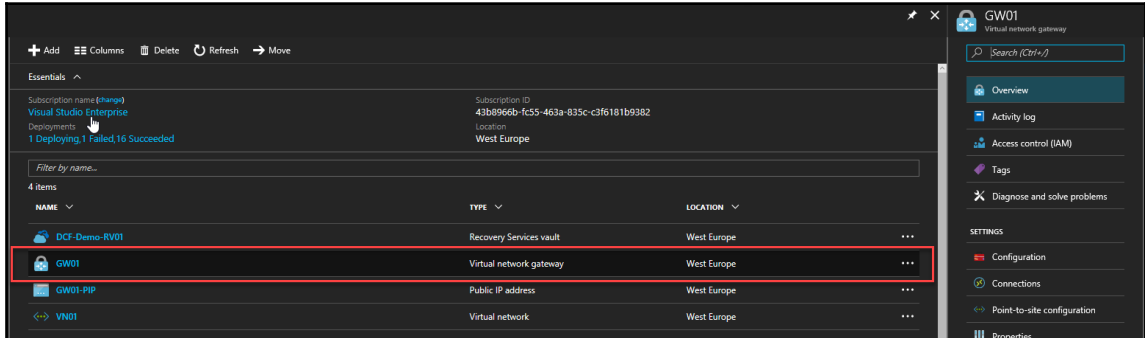 GW01
Virtual network gateway
Add Columns Delete Refresh Move
Search (Ctrl+/)
Essentials
Subscription name (change)
Visual Studio Enterprise
Deployments
1 Deploying,1 Failed,16 Succeeded
Subscription ID
43b8966b-fc55-463a-835c-c3f6181b9382
Location
West Europe
Filter by name...
4 items
NAME TYPE LOCATION
DCF-Demo-RV01 Recovery Services vault West Europe ...
GW01 Virtual network gateway West Europe ...
GW01-PIP Public IP address West Europe ...
VN01 Virtual network West Europe ...
Overview
Activity log
Access control (IAM)
Tags
Diagnose and solve problems
SETTINGS
Configuration
Connections
Point-to-site configuration
Properties